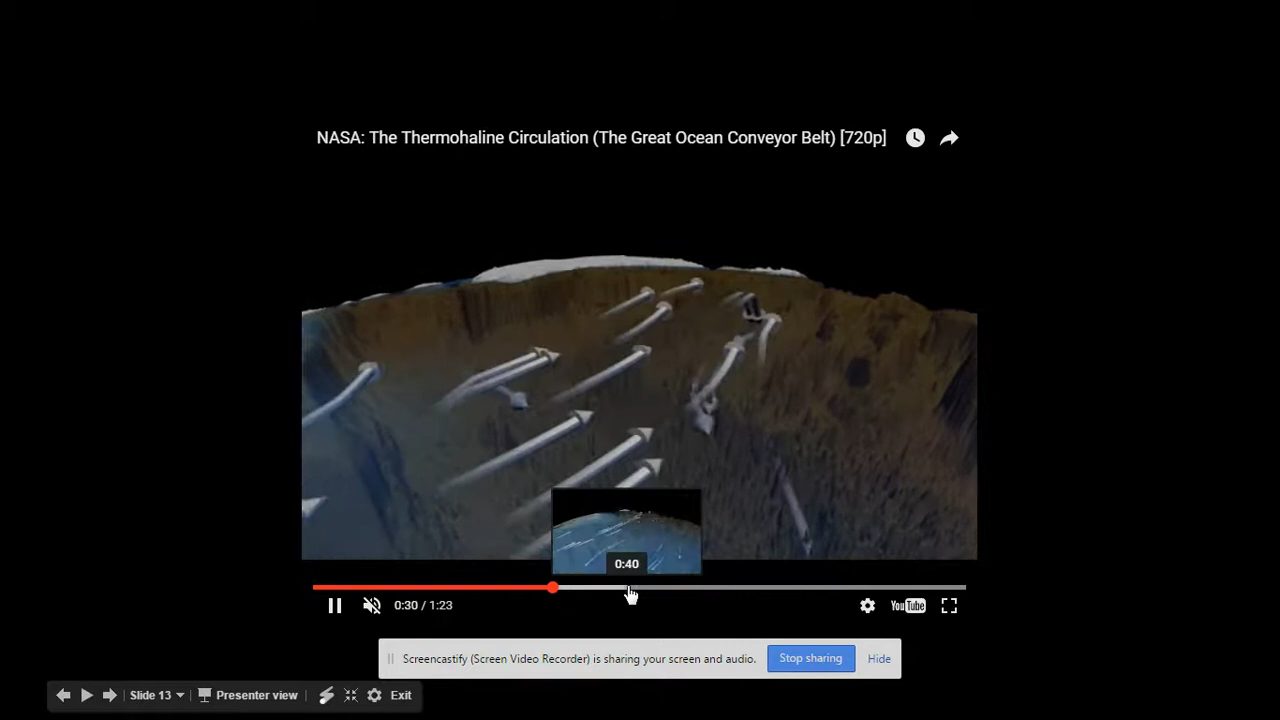 NASA: The Thermohaline Circulation (The Great Ocean Conveyor Belt) [720p]
0:40
0:30 / 1:23
YouTube
Screencastify (Screen Video Recorder) is sharing your screen and audio.
Stop sharing
Hide
Slide 13
Presenter view
Exit